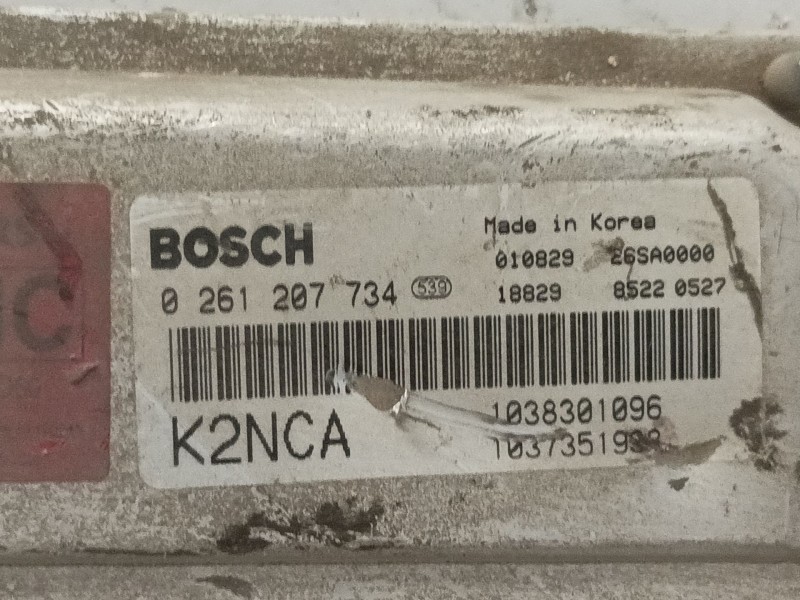 BOSCH
Made in Korea
010829 26SA0000
0 261 207 734 539
18829 8522 0527
K2NCA
1038301096